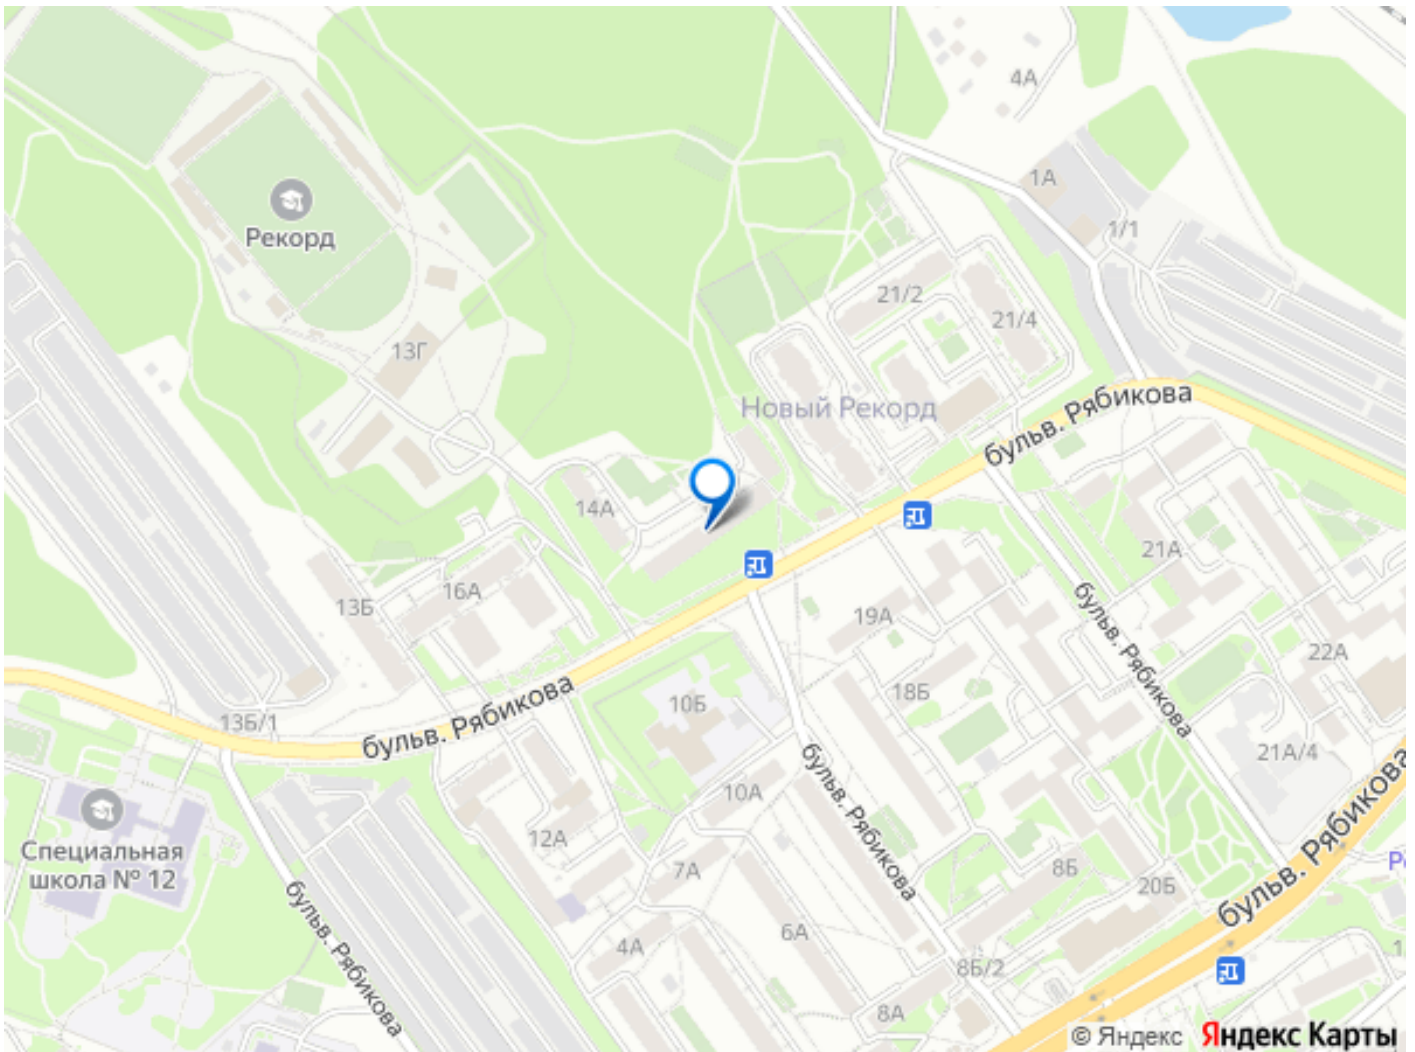 4А
1А
1/1
Рекорд
21/2
21/4
13Г
бульв. Рябикова
Новый Рекорд
14А
21А
16А
13Б
19А
бульв. Рябикова
22А
18Б
10Б
бульв. Рябикова
13Б/1
21А/4
10А
бульв. Рябикова
бульв. Рябикова
12А
Специальная
школа № 12
7А
8Б
20Б
бульв. Рябикова
6А
4А
8Б/2
8А
© Яндекс Яндекс Карты